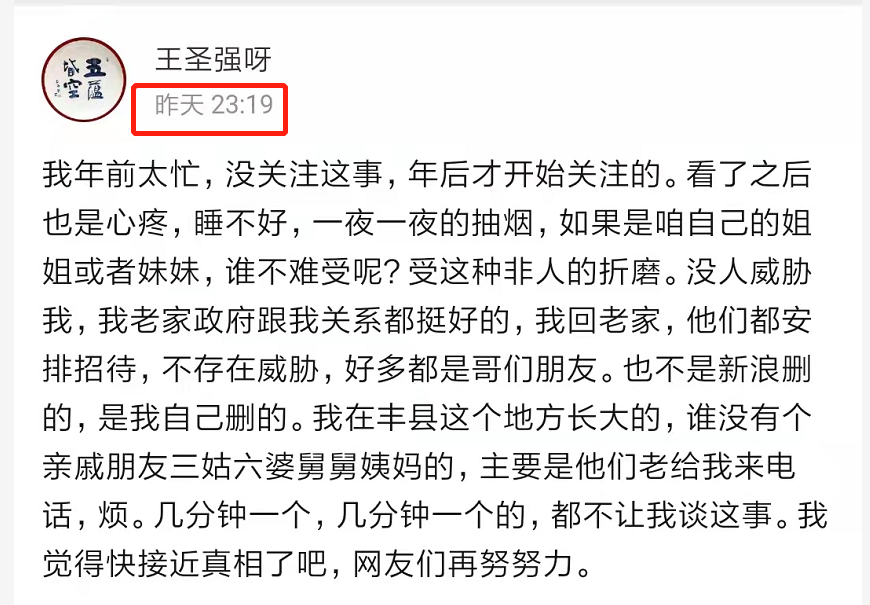 五蕴
皆空
王圣强呀
昨天 23:19
我年前太忙，没关注这事，年后才开始关注的。看了之后
也是心疼，睡不好，一夜一夜的抽烟，如果是咱自己的姐
姐或者妹妹，谁不难受呢？受这种非人的折磨。没人威胁
我，我老家政府跟我关系都挺好的，我回老家，他们都安
排招待，不存在威胁，好多都是哥们朋友。也不是新浪删
的，是我自己删的。我在丰县这个地方长大的，谁没有个
亲戚朋友三姑六婆舅舅姨妈的，主要是他们老给我来电
话，烦。几分钟一个，几分钟一个的，都不让我谈这事。我
觉得快接近真相了吧，网友们再努努力。